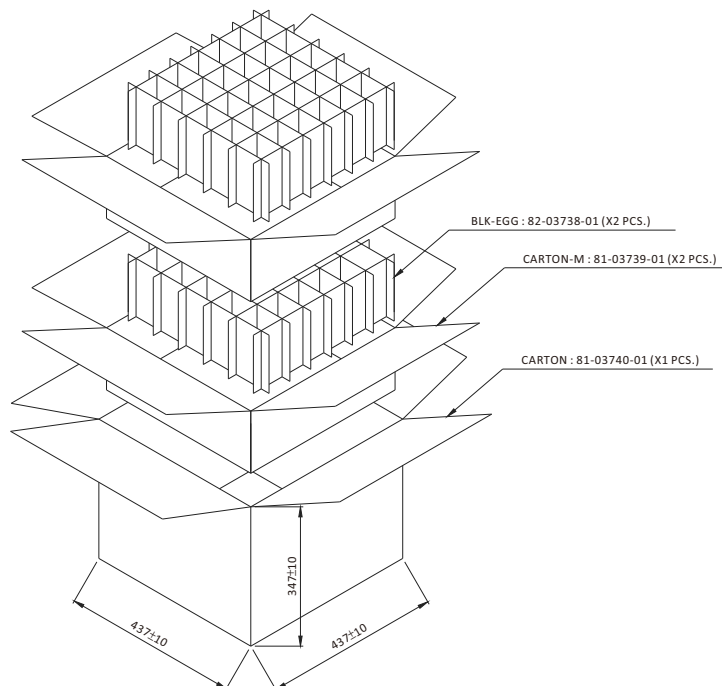 BLK-EGG : 82-03738-01 (X2 PCS.)
CARTON-M : 81-03739-01 (X2 PCS.)
CARTON : 81-03740-01 (X1 PCS.)
347±10
437±10
437±10